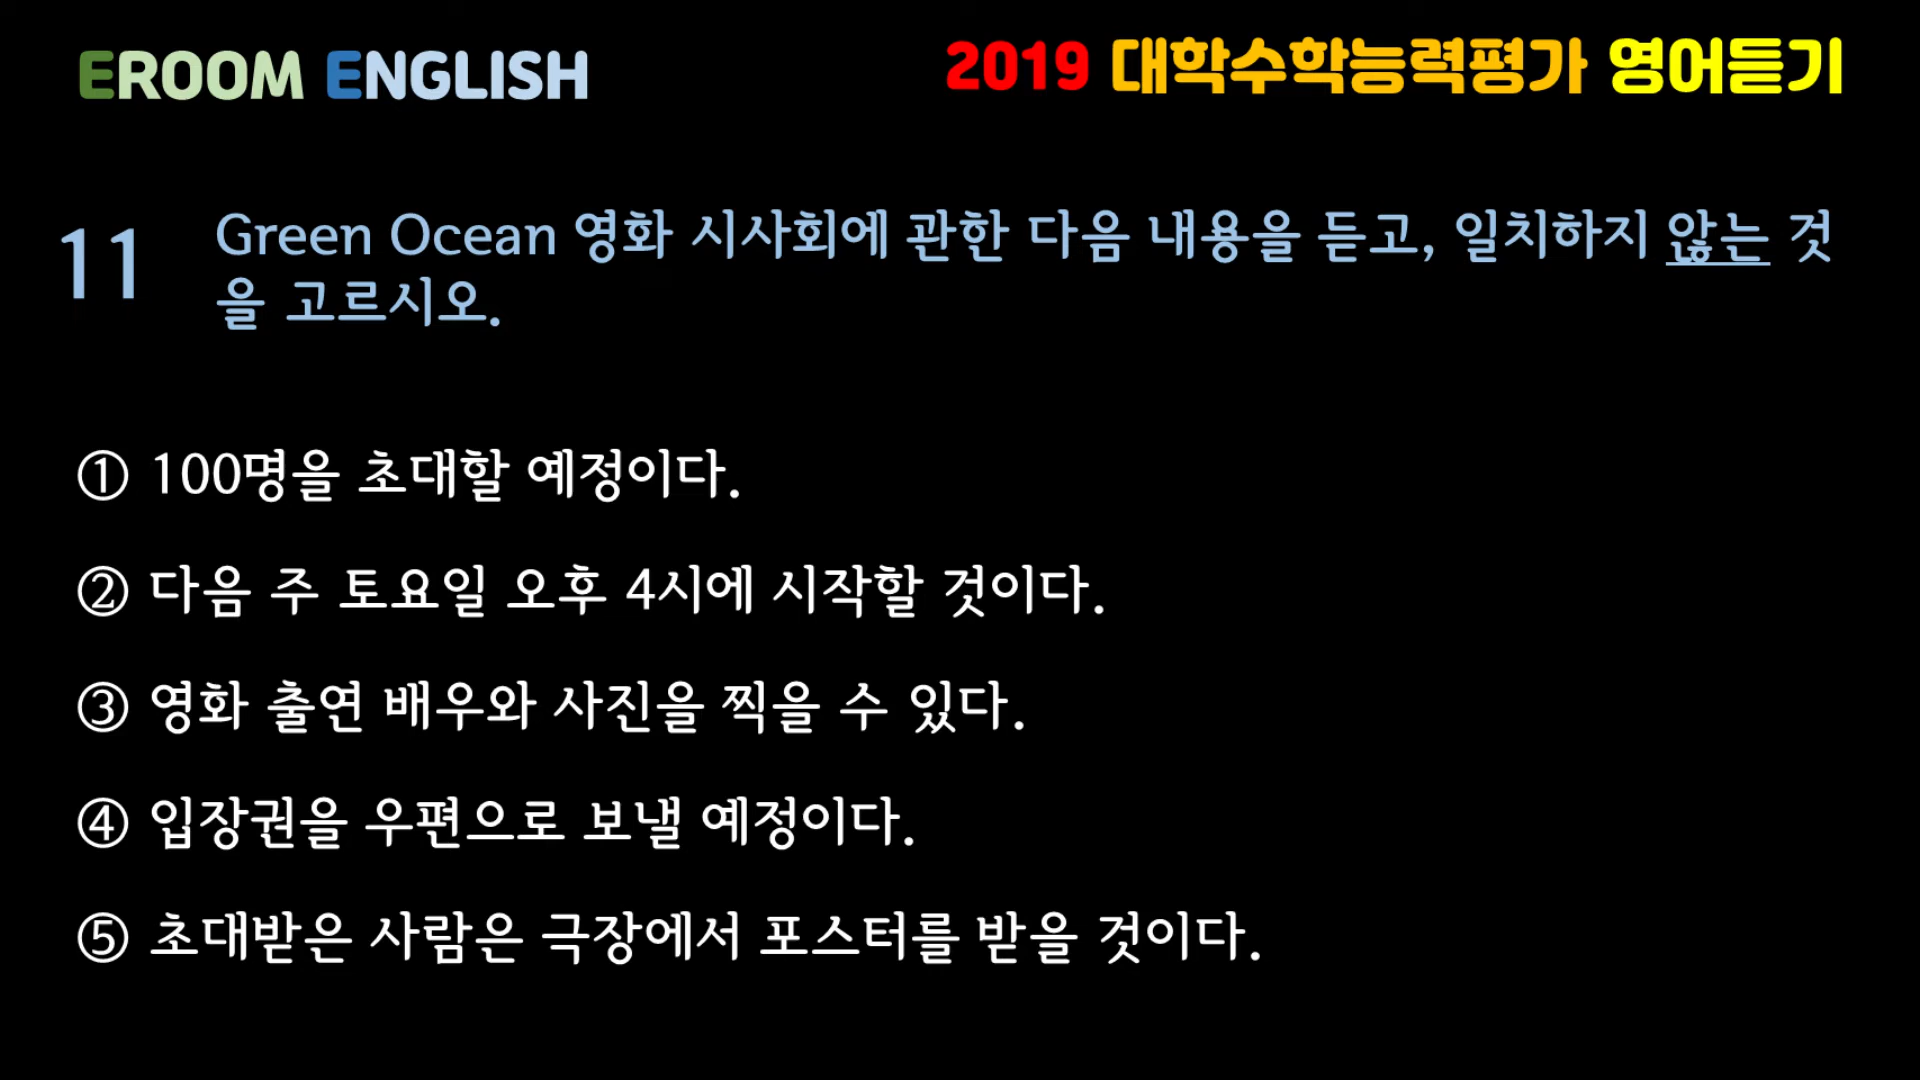 EROOM ENGLISH
2019 대학수학능력평가 영어듣기
11 Green Ocean 영화 시사회에 관한 다음 내용을 듣고, 일치하지 않는 것
을 고르시오.
① 100명을 초대할 예정이다.
② 다음 주 토요일 오후 4시에 시작할 것이다.
③ 영화 출연 배우와 사진을 찍을 수 있다.
④ 입장권을 우편으로 보낼 예정이다.
⑤ 초대받은 사람은 극장에서 포스터를 받을 것이다.